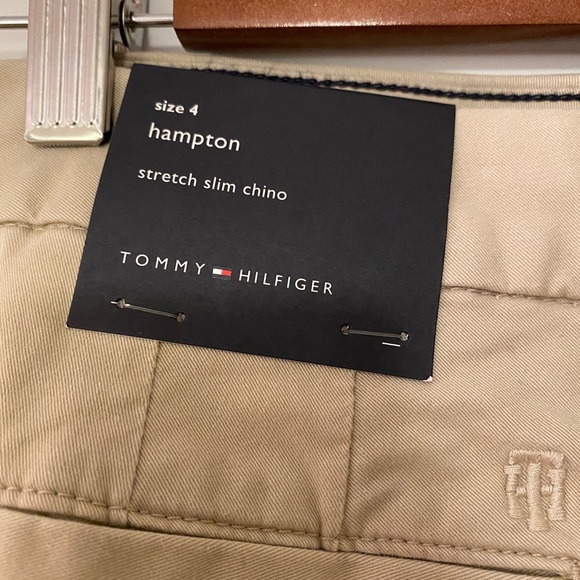 size 4
hampton
stretch slim chino
TOMMY HILFIGER